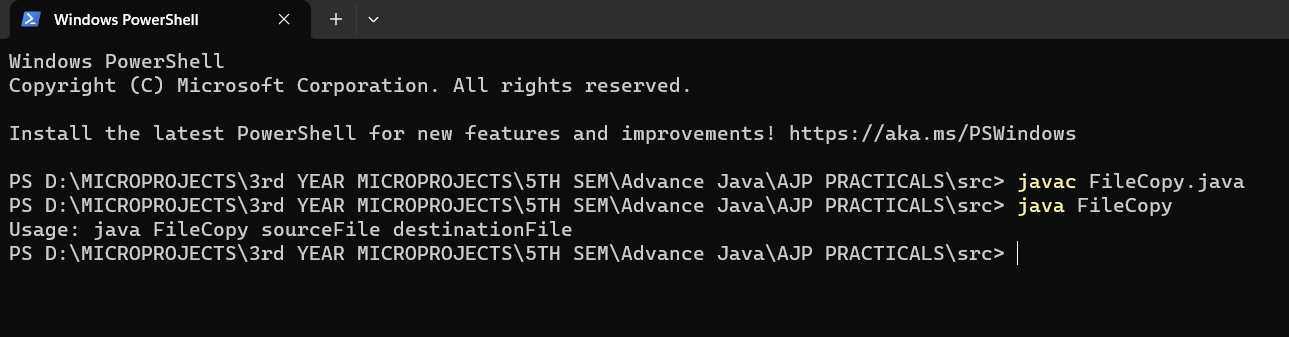 Windows PowerShell
Windows PowerShell
Copyright (C) Microsoft Corporation. All rights reserved.
Install the latest PowerShell for new features and improvements! https://aka.ms/PSWindows
PS D:\MICROPROJECTS\3rd YEAR MICROPROJECTS\5TH SEM\Advance Java\AJP PRACTICALS\src> javac FileCopy.java
PS D:\MICROPROJECTS\3rd YEAR MICROPROJECTS\5TH SEM\Advance Java\AJP PRACTICALS\src> java FileCopy
Usage: java FileCopy sourceFile destinationFile
PS D:\MICROPROJECTS\3rd YEAR MICROPROJECTS\5TH SEM\Advance Java\AJP PRACTICALS\src>